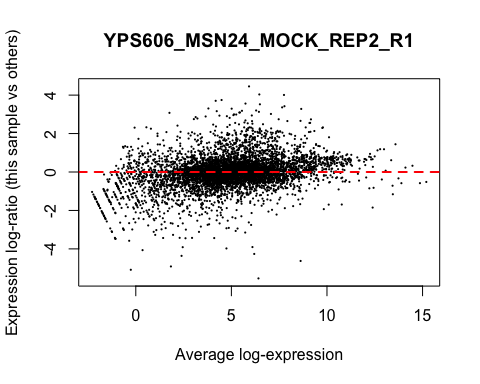 YPS606_MSN24_MOCK_REP2_R1
Expression log-ratio (this sample vs others)
4
2
0
-2
-4
0 5 10 15
Average log-expression